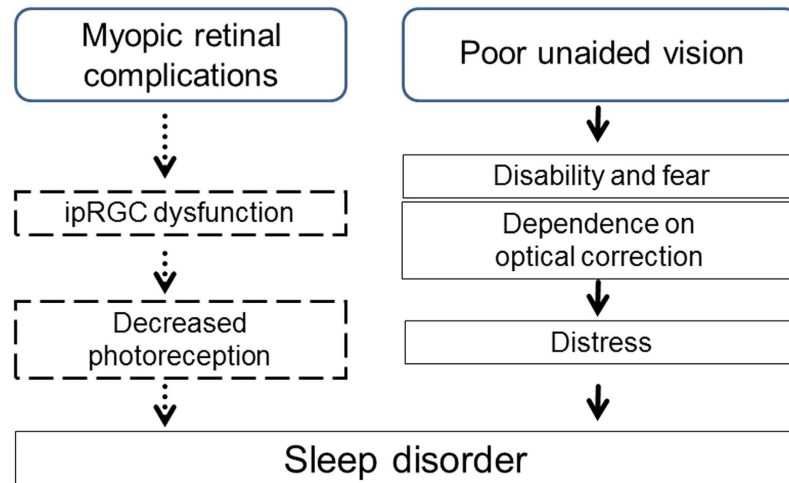 Myopic retinal
complications
Poor unaided vision
ipRGC dysfunction
Disability and fear
Dependence on
optical correction
Decreased
photoreception
Distress
Sleep disorder